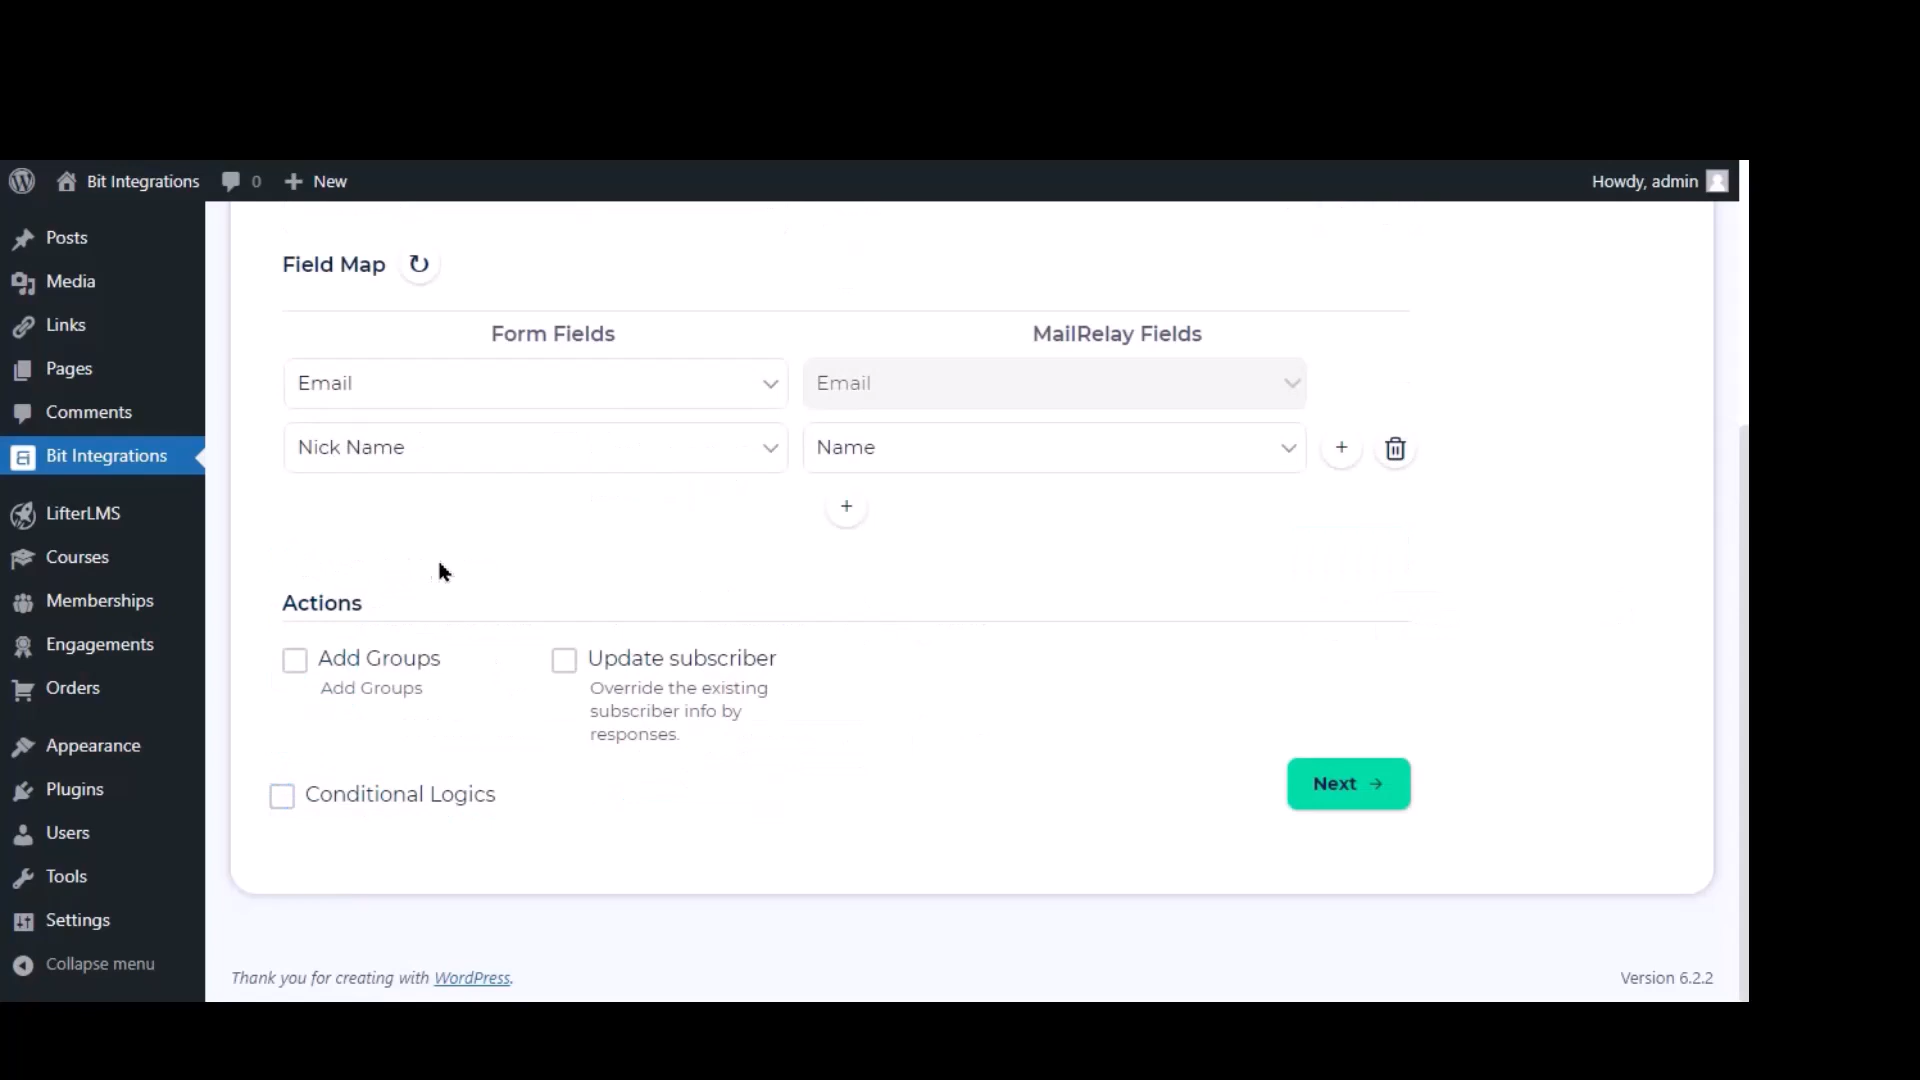 Bit Integrations
0
New
Howdy, admin
Posts
Media
Links
Pages
Comments
Bit Integrations
LifterLMS
Courses
Memberships
Engagements
Orders
Appearance
Plugins
Users
Tools
Settings
Collapse menu
Field Map
Form Fields
MailRelay Fields
Email
Email
Nick Name
Name
+
+
Actions
Add Groups
Add Groups
Update subscriber
Override the existing
subscriber info by
responses.
Conditional Logics
Next →
Thank you for creating with WordPress.
Version 6.2.2